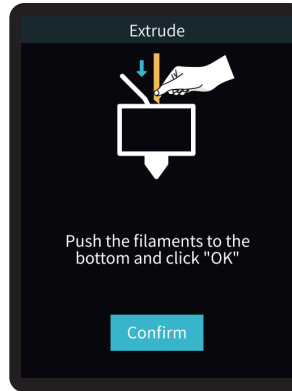 Extrude
Push the filaments to the
bottom and click "OK"
Confirm